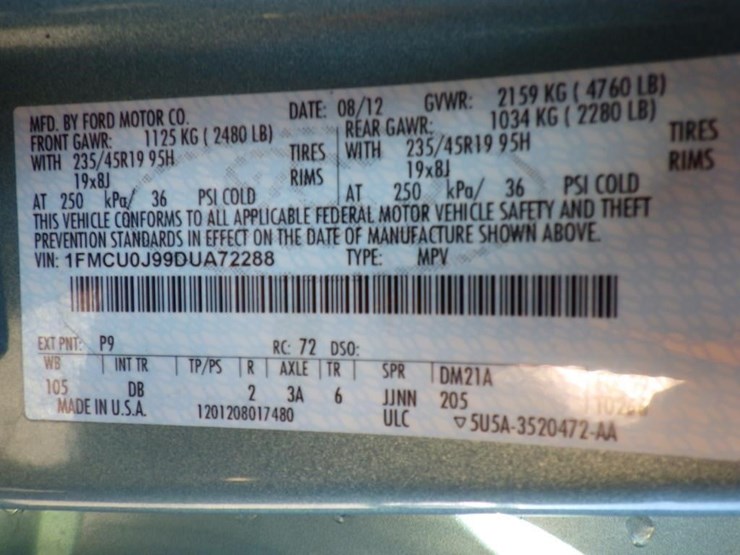 MFD. BY FORD MOTOR CO. DATE: 08/12 GVWR: 2159 KG ( 4760 LB)
FRONT GAWR: 1125 KG ( 2480 LB) REAR GAWR: 1034 KG ( 2280 LB)
WITH 235/45R19 95H TIRES WITH 235/45R19 95H TIRES
19x8J RIMS 19x8J RIMS
AT 250 kPa/ 36 PSI COLD AT 250 kPa/ 36 PSI COLD
THIS VEHICLE CONFORMS TO ALL APPLICABLE FEDERAL MOTOR VEHICLE SAFETY AND THEFT
PREVENTION STANDARDS IN EFFECT ON THE DATE OF MANUFACTURE SHOWN ABOVE.
VIN: 1FMCU0J99DUA72288 TYPE: MPV
EXT PNT: P9 RC: 72 DSO:
WB INT TR TP/PS R AXLE TR SPR DM21A
105 DB 2 3A 6 JJNN 205
MADE IN U.S.A. 1201208017480 ULC ▽5U5A-3520472-AA